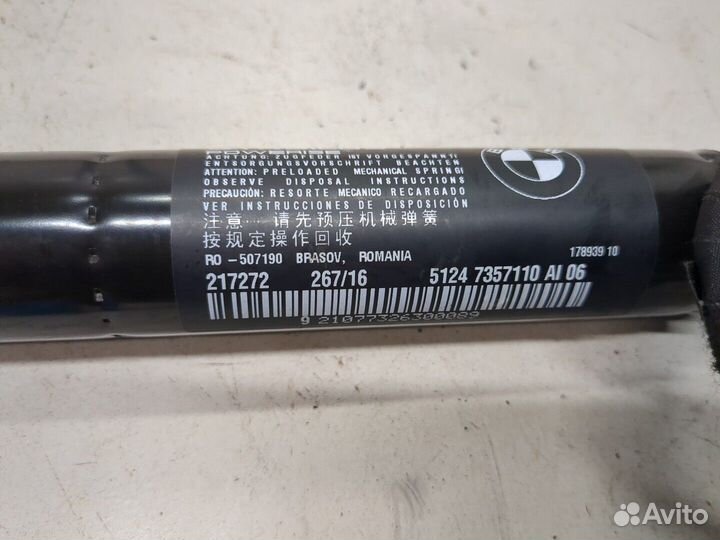 POWERISE
ACHTUNG: ZUGFEDER IST VORGESPANNT!
ENTSORGUNGSVORSCHRIFT BEACHTEN
ATTENTION: PRELOADED MECHANICAL SPRING!
OBSERVE DISPOSAL INSTRUCTIONS
PRECAUCIÓN: RESORTE MECANICO RECARGADO
VER INSTRUCCIONES DE DISPOSICIÓN
注意 — 请先预压机械弹簧
按规定操作回收
RO -507190 BRASOV, ROMANIA
178939 10
217272 267/16 5124 7357110 AI 06
9 21077326300089
Avito